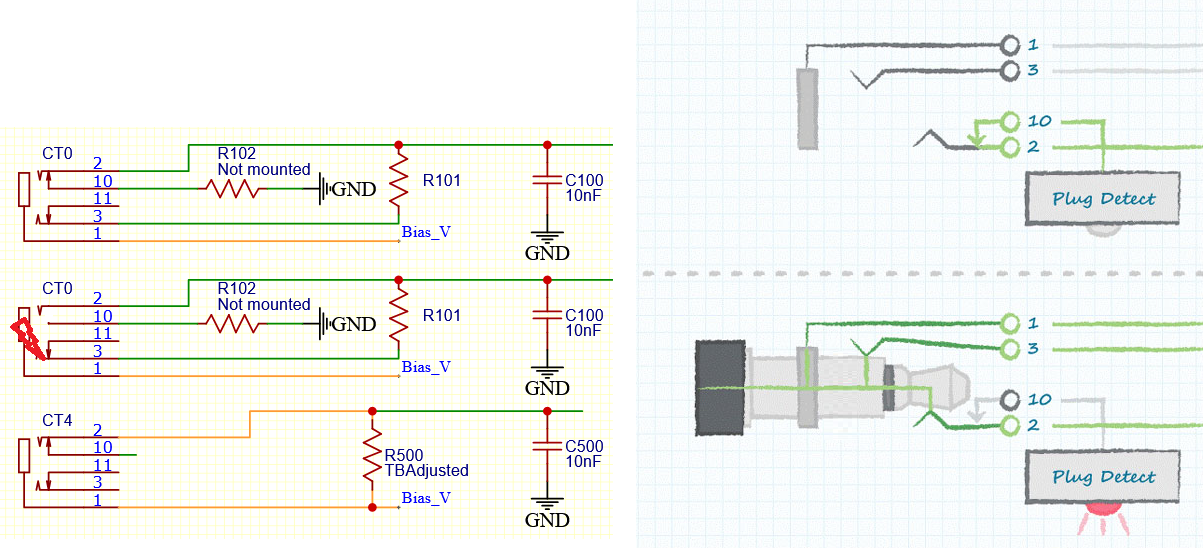 CT0
2
10
11
3
1
R102
Not mounted
GND
R101
Bias_V
C100
10nF
GND
CT0
2
10
11
3
1
R102
Not mounted
GND
R101
Bias_V
C100
10nF
GND
CT4
2
10
11
3
1
R500
TBAdjusted
Bias_V
C500
10nF
GND
1
3
10
2
Plug Detect
1
3
10
2
Plug Detect